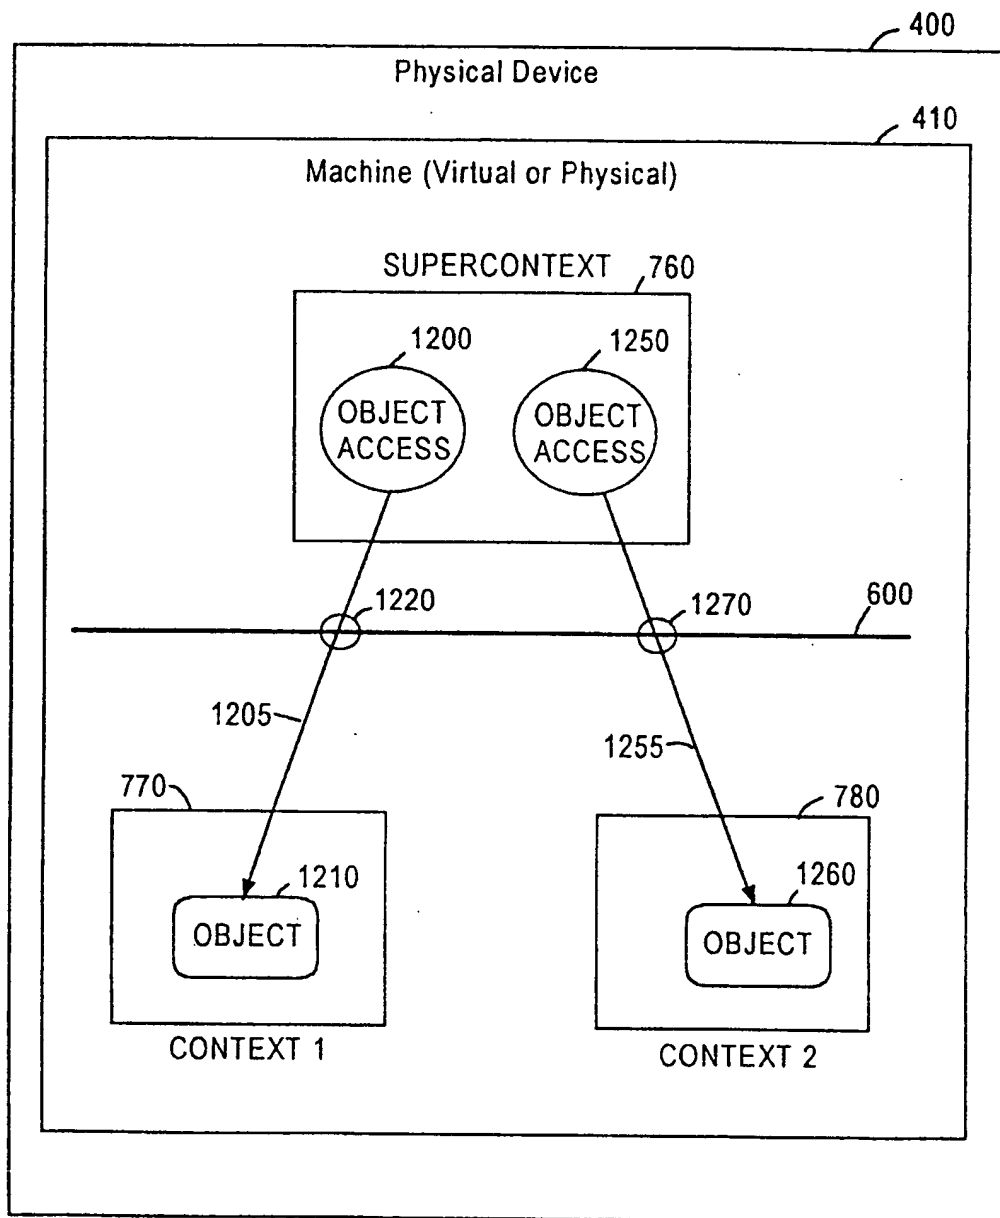 400
Physical Device
410
Machine (Virtual or Physical)
SUPERCONTEXT
760
1200
1250
OBJECT
ACCESS
OBJECT
ACCESS
1220
1270
600
1205
1255
770
780
1210
1260
OBJECT
OBJECT
CONTEXT 1
CONTEXT 2